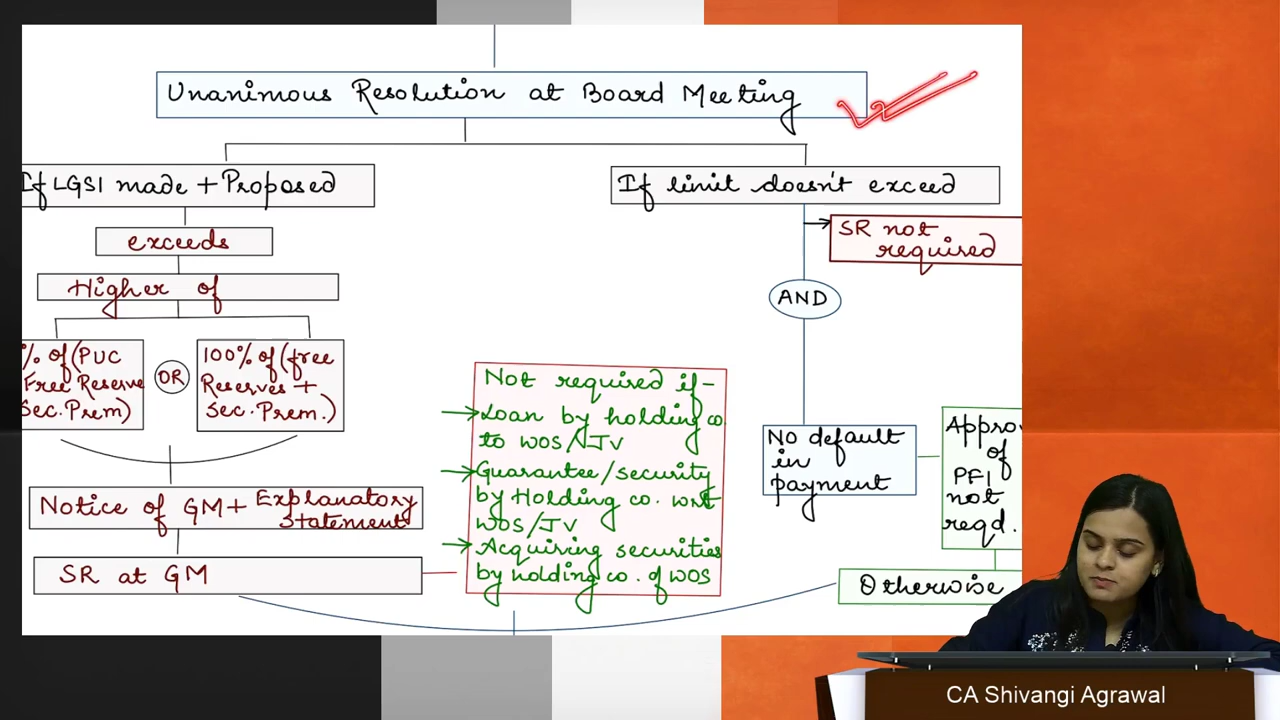 Unanimous Resolution at Board Meeting
If LGSI made + Proposed
If limit doesn't exceed
exceeds
SR not
required
Higher of
AND
% of (PUC
Free Reserve
Sec. Prem)
OR
100% of (free
Reserves +
Sec. Prem.)
Not required if-
Loan by holding co.
to WOS/JV
Guarantee/security
by Holding co. wrt
WOS/JV
Acquiring securities
by holding co. of WOS
No default
in
payment
Approv
of
PFI
not
reqd.
Notice of GM + Explanatory
Statement
SR at GM
Otherwise
CA Shivangi Agrawal